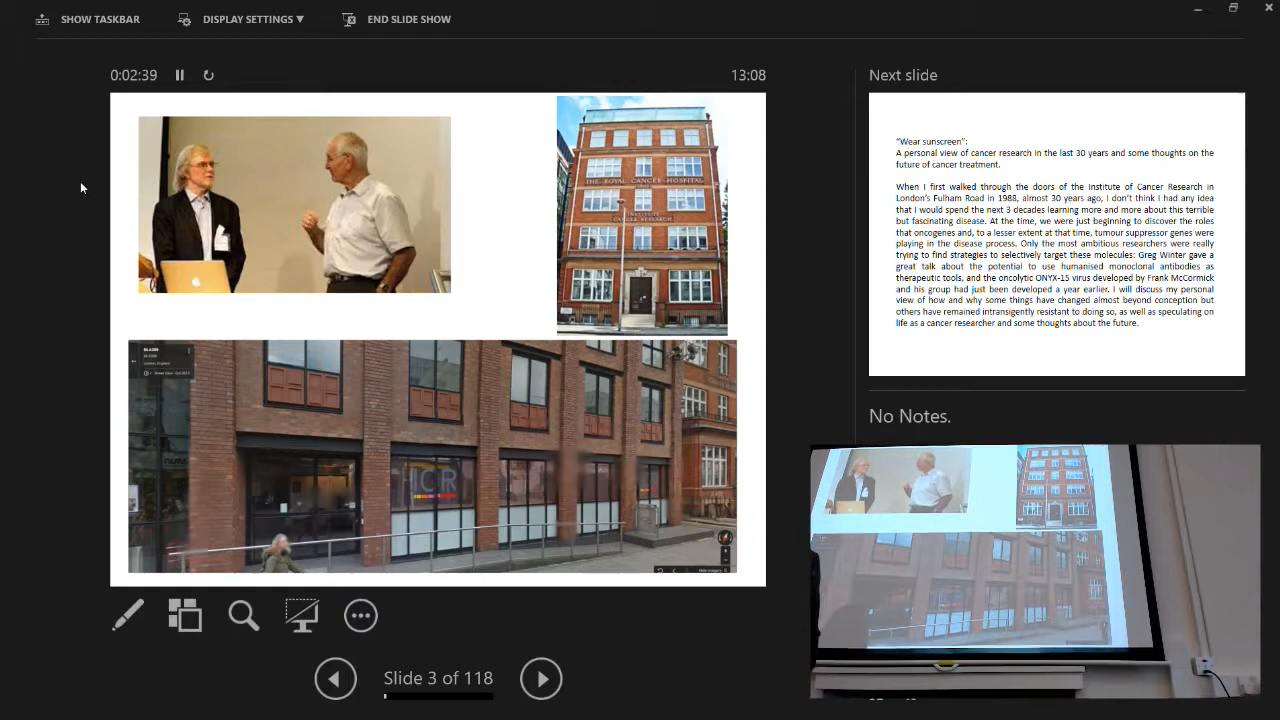 SHOW TASKBAR
DISPLAY SETTINGS ▼
END SLIDE SHOW
0:02:39
13:08
Next slide
THE ROYAL CANCER HOSPITAL
INSTITUTE
CANCER RESEARCH
ICR
"Wear sunscreen":
A personal view of cancer research in the last 30 years and some thoughts on the
future of cancer treatment.
When I first walked through the doors of the Institute of Cancer Research in
London's Fulham Road in 1988, almost 30 years ago, I don't think I had any idea
that I would spend the next 3 decades learning more and more about this terrible
but fascinating disease. At the time, we were just beginning to discover the roles
that oncogenes and, to a lesser extent at that time, tumour suppressor genes were
playing in the disease process. Only the most ambitious researchers were really
trying to find strategies to selectively target these molecules: Greg Winter gave a
great talk about the potential to use humanised monoclonal antibodies as
therapeutic tools, and the oncolytic ONYX-15 virus developed by Frank McCormick
and his group had just been developed a year earlier. I will discuss my personal
view of how and why some things have changed almost beyond conception but
others have remained intransigently resistant to doing so, as well as speculating on
life as a cancer researcher and some thoughts about the future.
No Notes.
Slide 3 of 118